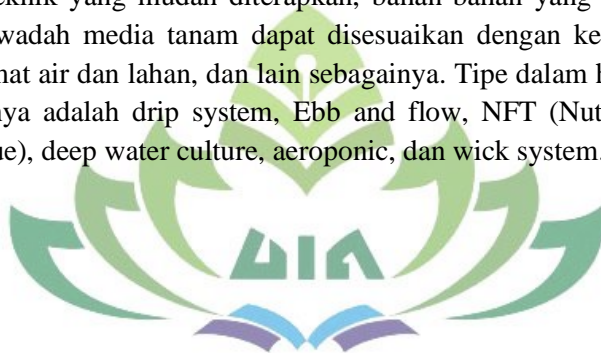 eknik yang mudah diterapkan, bahan-bahan yang
wadah media tanam dapat disesuaikan dengan ke
nat air dan lahan, dan lain sebagainya. Tipe dalam h
nya adalah drip system, Ebb and flow, NFT (Nut
ue), deep water culture, aeroponic, dan wick system.
UIN